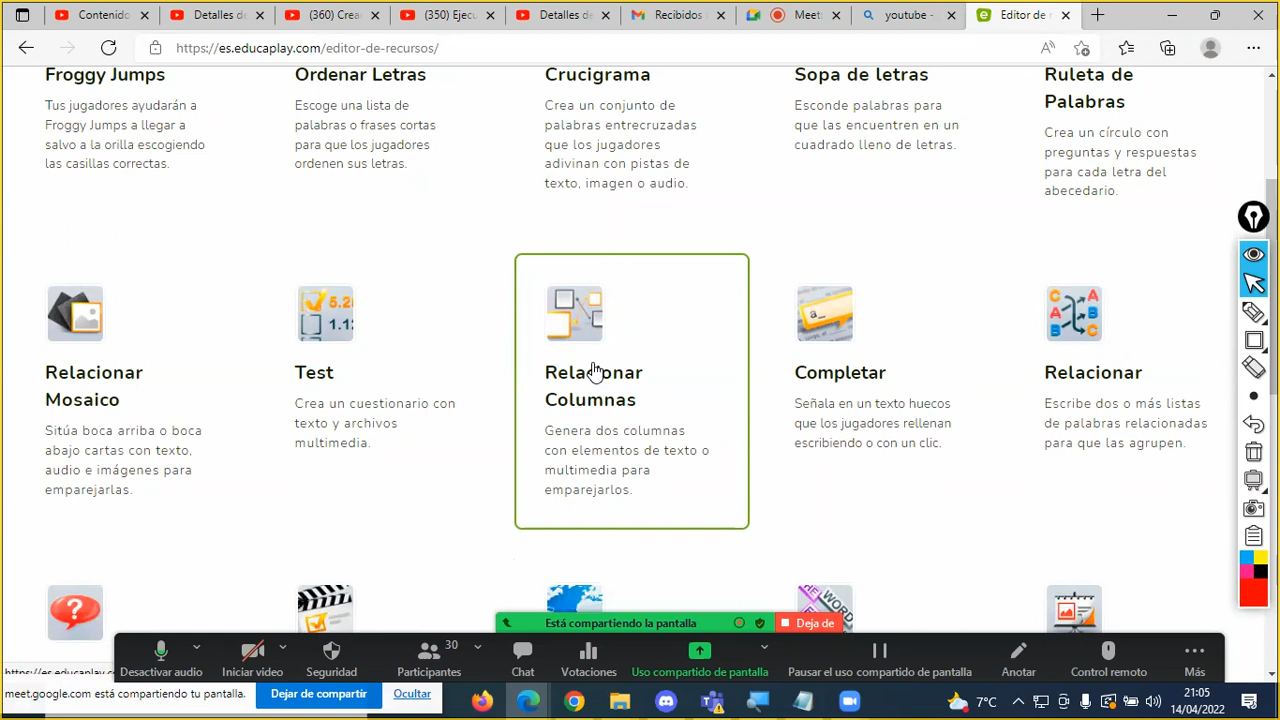 Contenido
Detalles de
(360) Crea
(350) Ejecu
Detalles de
Recibidos
Meet
youtube -
Editor de r
https://es.educaplay.com/editor-de-recursos/
Froggy Jumps
Tus jugadores ayudarán a
Froggy Jumps a llegar a
salvo a la orilla escogiendo
las casillas correctas.
Ordenar Letras
Escoge una lista de
palabras o frases cortas
para que los jugadores
ordenen sus letras.
Crucigrama
Crea un conjunto de
palabras entrecruzadas
que los jugadores
adivinan con pistas de
texto, imagen o audio.
Sopa de letras
Esconde palabras para
que las encuentren en un
cuadrado lleno de letras.
Ruleta de
Palabras
Crea un círculo con
preguntas y respuestas
para cada letra del
abecedario.
Relacionar
Mosaico
Sitúa boca arriba o boca
abajo cartas con texto,
audio e imágenes para
emparejarlas.
5.2
1.1
Test
Crea un cuestionario con
texto y archivos
multimedia.
Relacionar
Columnas
Genera dos columnas
con elementos de texto o
multimedia para
emparejarlos.
a_
Completar
Señala en un texto huecos
que los jugadores rellenan
escribiendo o con un clic.
C A
A B
B C
Relacionar
Escribe dos o más listas
de palabras relacionadas
para que las agrupen.
?
WORD
Está compartiendo la pantalla
Deja de
https://es.educaplay.com/
Desactivar audio
Iniciar video
Seguridad
30
Participantes
Chat
Votaciones
Uso compartido de pantalla
Pausar el uso compartido de pantalla
Anotar
Control remoto
Más
meet.google.com está compartiendo tu pantalla.
Dejar de compartir
Ocultar
7°C
21:05
14/04/2022